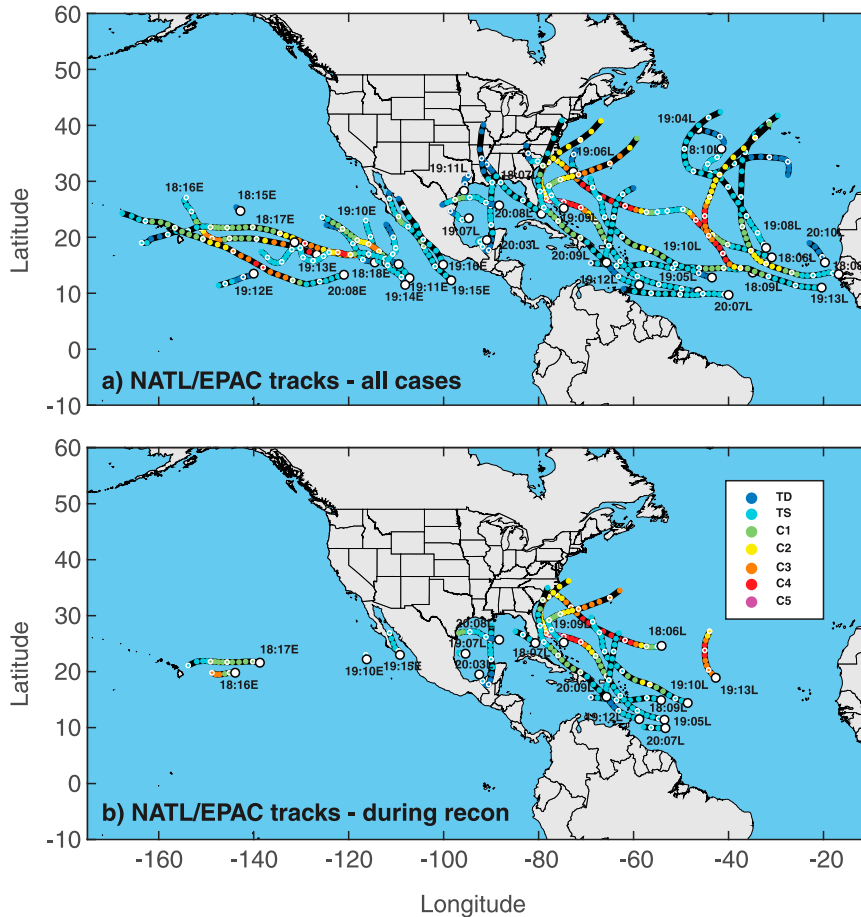 60
50
40
30
20
10
0
-10
Latitude
18:16E
18:15E
18:17E
19:10E
19:13E
18:18E
19:12E
20:08E
19:14E
19:11E
19:15E
19:16E
19:11L
19:07L
20:03L
20:08L
18:07L
19:06L
19:09L
20:09L
19:12L
19:10L
19:05L
20:07L
18:09L
19:04L
19:08L
18:06L
20:10L
19:13L
a) NATL/EPAC tracks - all cases
60
50
40
30
20
10
0
-10
Latitude
TD
TS
C1
C2
C3
C4
C5
18:17E
18:16E
19:10E
19:15E
20:08L
19:07L
20:03L
18:07L
19:09L
18:06L
20:09L
19:10L
18:09L
19:12L
19:05L
20:07L
19:13L
b) NATL/EPAC tracks - during recon
-160
-140
-120
-100
-80
-60
-40
-20
Longitude